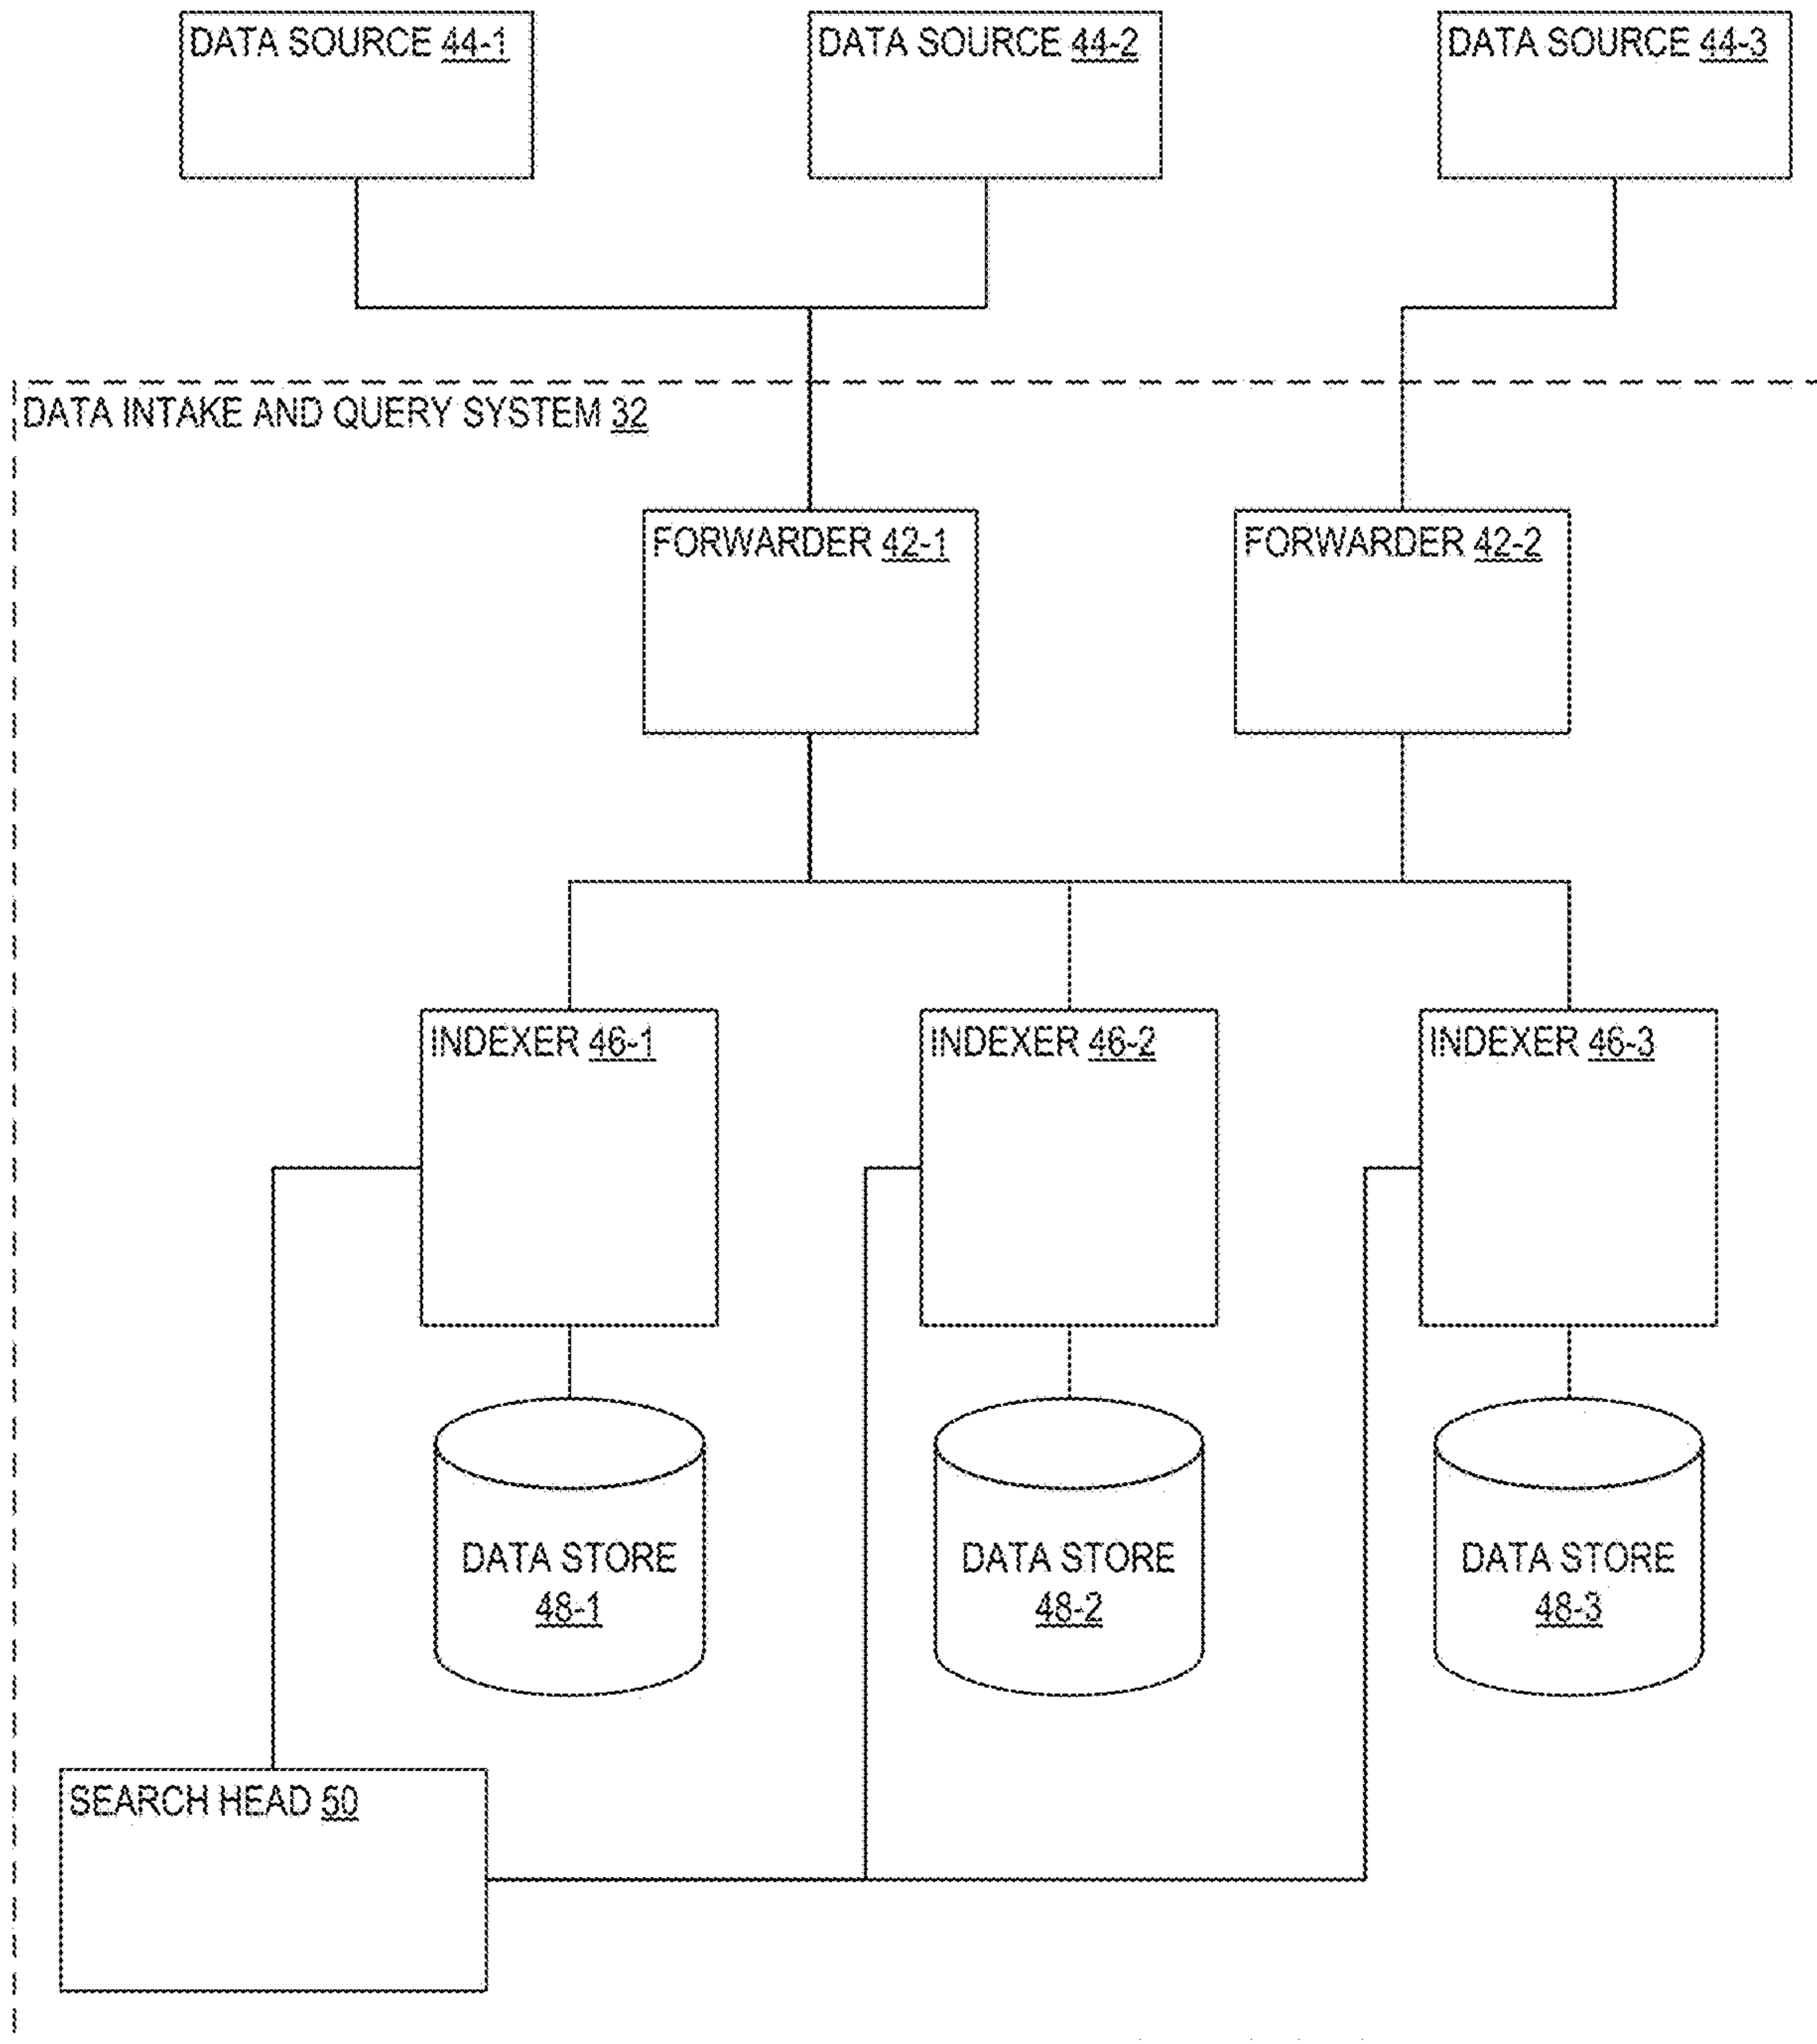 DATA SOURCE 44-1
DATA SOURCE 44-2
DATA SOURCE 44-3
DATA INTAKE AND QUERY SYSTEM 32
FORWARDER 42-1
FORWARDER 42-2
INDEXER 46-1
INDEXER 46-2
INDEXER 46-3
DATA STORE
48-1
DATA STORE
48-2
DATA STORE
48-3
SEARCH HEAD 50